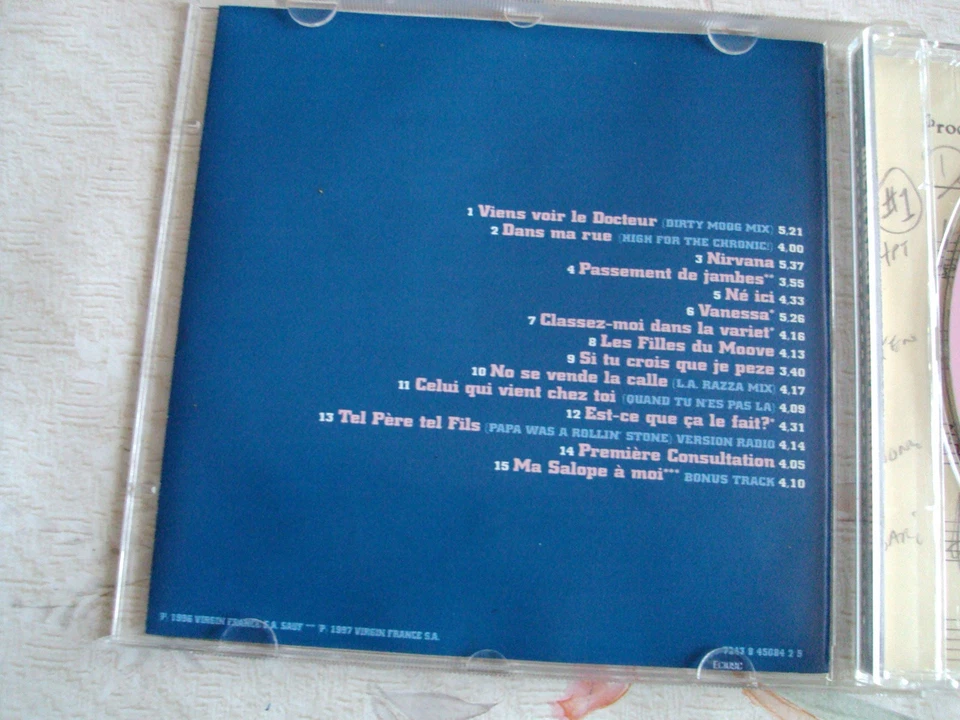 1 Viens voir le Docteur (DIRTY MOOG MIX) 5,21
2 Dans ma rue (HIGH FOR THE CHRONIC!) 4,00
3 Nirvana 5,37
4 Passement de jambes** 3,55
5 Né ici 4,33
6 Vanessa* 5,26
7 Classez-moi dans la variet* 4,16
8 Les Filles du Moove 4,13
9 Si tu crois que je peze 3,40
10 No se vende la calle (L.A. RAZZA MIX) 4,17
11 Celui qui vient chez toi (QUAND TU N'ES PAS LA) 4,09
12 Est-ce que ça le fait?* 4,31
13 Tel Père tel Fils (PAPA WAS A ROLLIN' STONE) VERSION RADIO 4,14
14 Première Consultation 4,05
15 Ma Salope à moi*** BONUS TRACK 4,10
℗ 1996 VIRGIN FRANCE S.A. SAUF *** ℗ 1997 VIRGIN FRANCE S.A.
7243 8 45084 2 5
#1